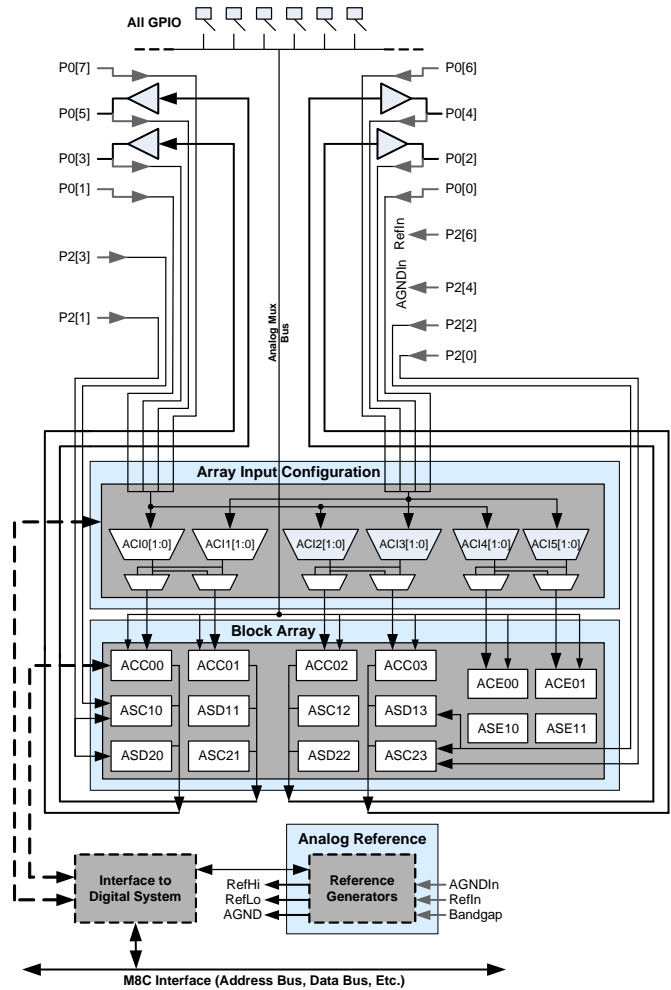 All GPIO
P0[7]
P0[6]
P0[5]
P0[4]
P0[3]
P0[2]
P0[1]
P0[0]
P2[6]
RefIn
P2[3]
P2[4]
AGNDIn
P2[1]
P2[2]
P2[0]
Analog Mux
Bus
Array Input Configuration
ACI0[1:0]
ACI1[1:0]
ACI2[1:0]
ACI3[1:0]
ACI4[1:0]
ACI5[1:0]
Block Array
ACC00
ACC01
ACC02
ACC03
ACE00
ACE01
ASC10
ASD11
ASC12
ASD13
ASE10
ASE11
ASD20
ASC21
ASD22
ASC23
Analog Reference
Interface to
Digital System
RefHi
RefLo
AGND
Reference
Generators
AGNDIn
RefIn
Bandgap
M8C Interface (Address Bus, Data Bus, Etc.)